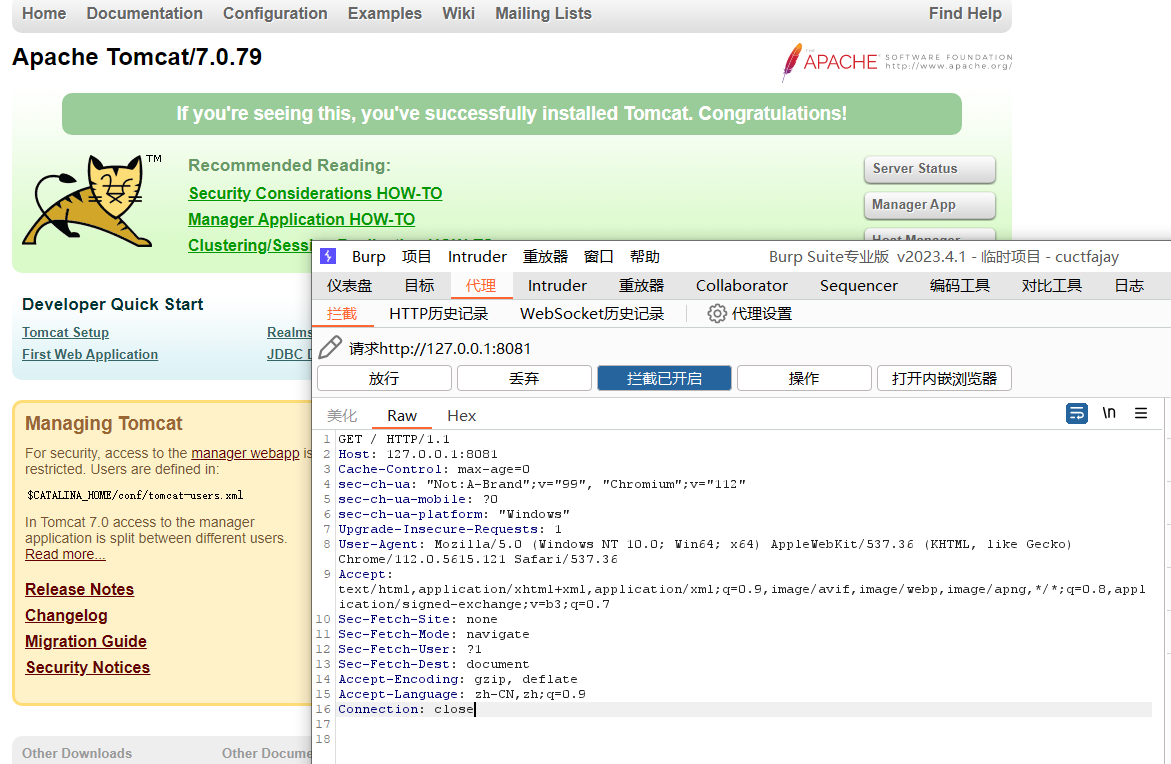 Home Documentation Configuration Examples Wiki Mailing Lists Find Help
Apache Tomcat/7.0.79
THE
APACHE
SOFTWARE FOUNDATION
http://www.apache.org/
If you're seeing this, you've successfully installed Tomcat. Congratulations!
TM
Recommended Reading:
Security Considerations HOW-TO
Manager Application HOW-TO
Clustering/Session Replication HOW-TO
Server Status
Manager App
Host Manager
Developer Quick Start
Tomcat Setup
First Web Application
Realms
JDBC D
Managing Tomcat
For security, access to the manager webapp is
restricted. Users are defined in:
$CATALINA_HOME/conf/tomcat-users.xml
In Tomcat 7.0 access to the manager
application is split between different users.
Read more...
Release Notes
Changelog
Migration Guide
Security Notices
Other Downloads
Other Docume
Burp 项目 Intruder 重放器 窗口 帮助 Burp Suite专业版 v2023.4.1 - 临时项目 - cuctfajay
仪表盘 目标 代理 Intruder 重放器 Collaborator Sequencer 编码工具 对比工具 日志
拦截 HTTP历史记录 WebSocket历史记录 代理设置
请求http://127.0.0.1:8081
放行 丢弃 拦截已开启 操作 打开内嵌浏览器
美化 Raw Hex \n
1 GET / HTTP/1.1
2 Host: 127.0.0.1:8081
3 Cache-Control: max-age=0
4 sec-ch-ua: "Not:A-Brand";v="99", "Chromium";v="112"
5 sec-ch-ua-mobile: ?0
6 sec-ch-ua-platform: "Windows"
7 Upgrade-Insecure-Requests: 1
8 User-Agent: Mozilla/5.0 (Windows NT 10.0; Win64; x64) AppleWebKit/537.36 (KHTML, like Gecko)
Chrome/112.0.5615.121 Safari/537.36
9 Accept:
text/html,application/xhtml+xml,application/xml;q=0.9,image/avif,image/webp,image/apng,*/*;q=0.8,appl
ication/signed-exchange;v=b3;q=0.7
10 Sec-Fetch-Site: none
11 Sec-Fetch-Mode: navigate
12 Sec-Fetch-User: ?1
13 Sec-Fetch-Dest: document
14 Accept-Encoding: gzip, deflate
15 Accept-Language: zh-CN,zh;q=0.9
16 Connection: close
17
18